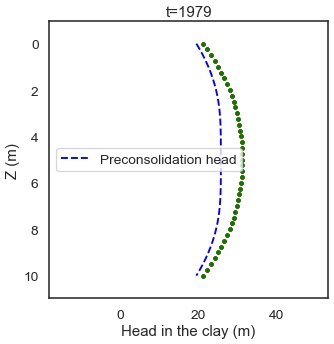 t=1979
0
2
4
6
8
10
Z (m)
Preconsolidation head
0
20
40
Head in the clay (m)